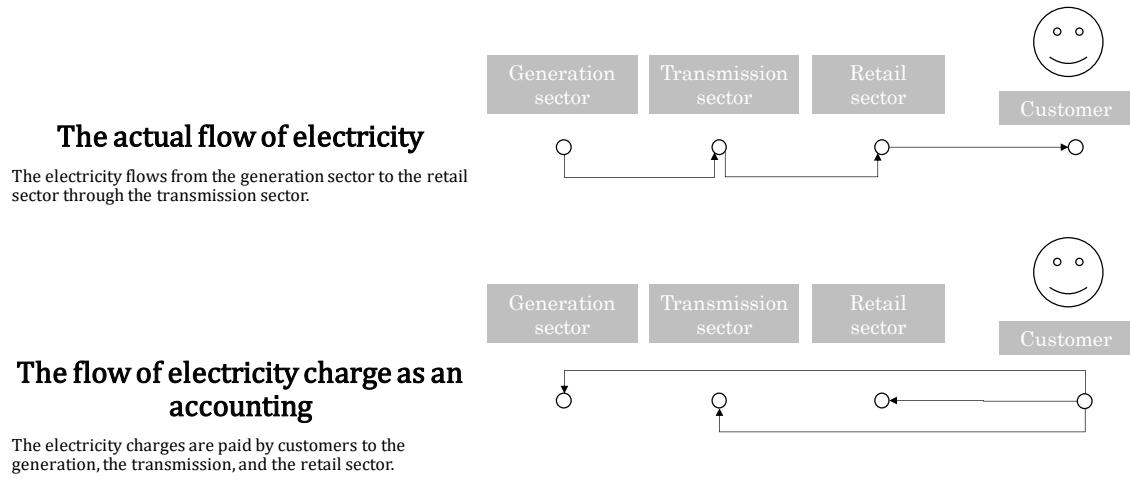 Generation
sector
Transmission
sector
Retail
sector
Customer
The actual flow of electricity
The electricity flows from the generation sector to the retail
sector through the transmission sector.
Generation
sector
Transmission
sector
Retail
sector
Customer
The flow of electricity charge as an
accounting
The electricity charges are paid by customers to the
generation, the transmission, and the retail sector.